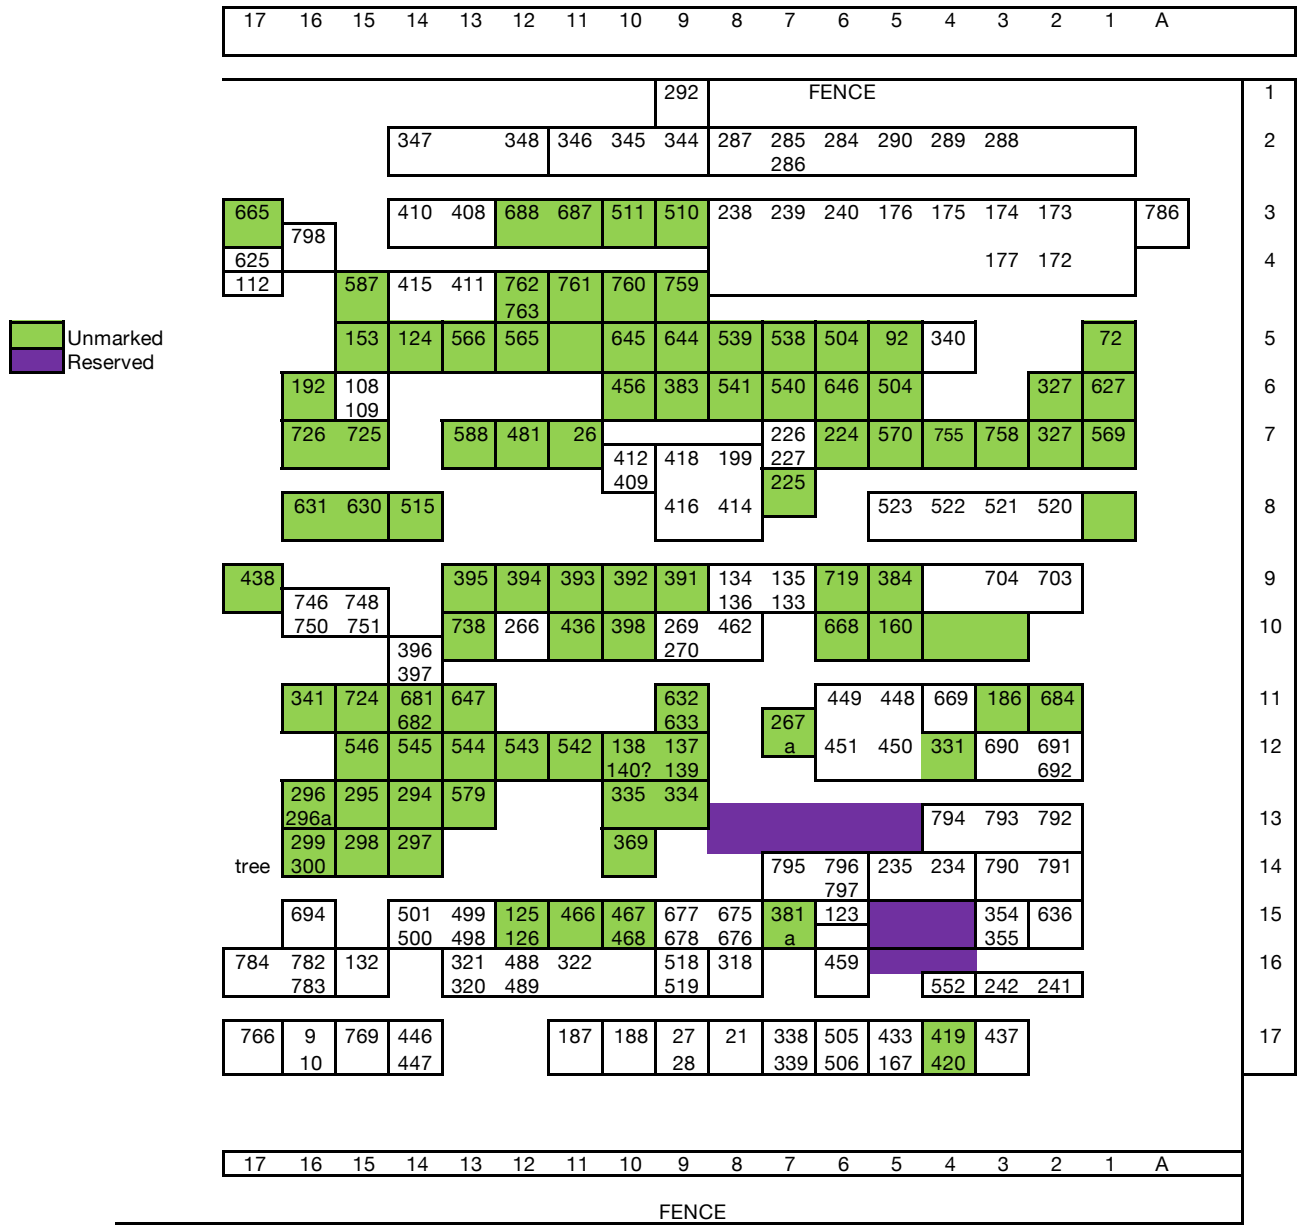 17 16 15 14 13 12 11 10 9 8 7 6 5 4 3 2 1 A
292 FENCE 1
347 348 346 345 344 287 285 284 290 289 288 2
286
665 410 408 688 687 511 510 238 239 240 176 175 174 173 786 3
798
625 177 172 4
112 587 415 411 762 761 760 759
763
Unmarked 153 124 566 565 645 644 539 538 504 92 340 72 5
Reserved
192 108 456 383 541 540 646 504 327 627 6
109
726 725 588 481 26 226 224 570 755 758 327 569 7
412 418 199 227
409 225
631 630 515 416 414 523 522 521 520 8
438 395 394 393 392 391 134 135 719 384 704 703 9
746 748 136 133
750 751 738 266 436 398 269 462 668 160 10
396 270
397
341 724 681 647 632 449 448 669 186 684 11
682 633 267
546 545 544 543 542 138 137 a 451 450 331 690 691 12
140? 139 692
296 295 294 579 335 334
296a 794 793 792 13
299 298 297 369
tree 300 795 796 235 234 790 791 14
797
694 501 499 125 466 467 677 675 381 123 354 636 15
500 498 126 468 678 676 a 355
784 782 132 321 488 322 518 318 459 16
783 320 489 519 552 242 241
766 9 769 446 187 188 27 21 338 505 433 419 437 17
10 447 28 339 506 167 420
17 16 15 14 13 12 11 10 9 8 7 6 5 4 3 2 1 A
FENCE